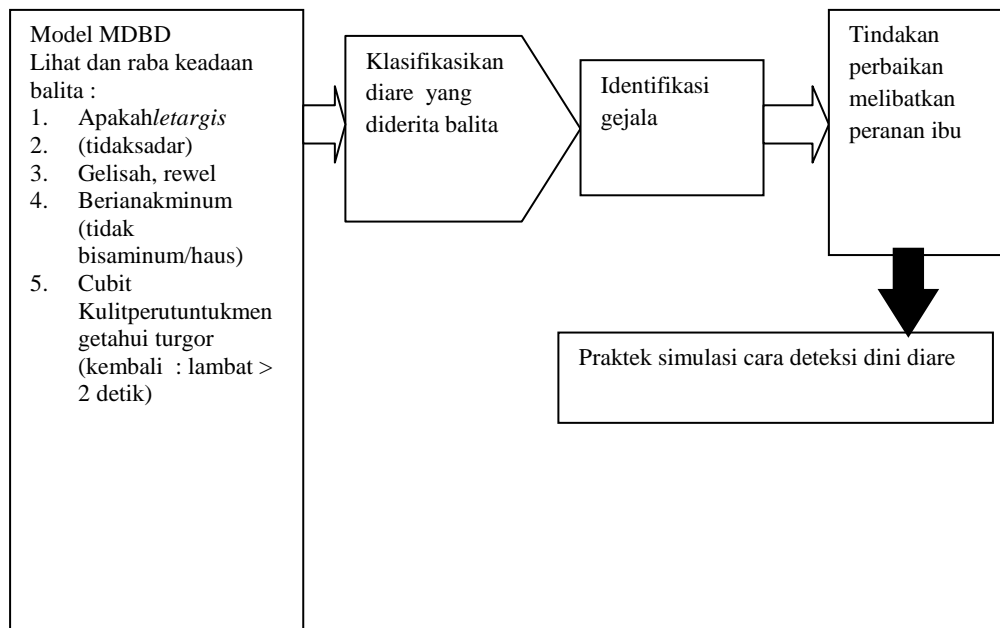 Model MDBD
Lihat dan raba keadaan
balita :
1. Apakahletargis
2. (tidaksadar)
3. Gelisah, rewel
4. Berianakminum
(tidak
bisaminum/haus)
5. Cubit
Kulitperutuntukmen
getahui turgor
(kembali : lambat >
2 detik)
Klasifikasikan
diare yang
diderita balita
Identifikasi
gejala
Tindakan
perbaikan
melibatkan
peranan ibu
Praktek simulasi cara deteksi dini diare